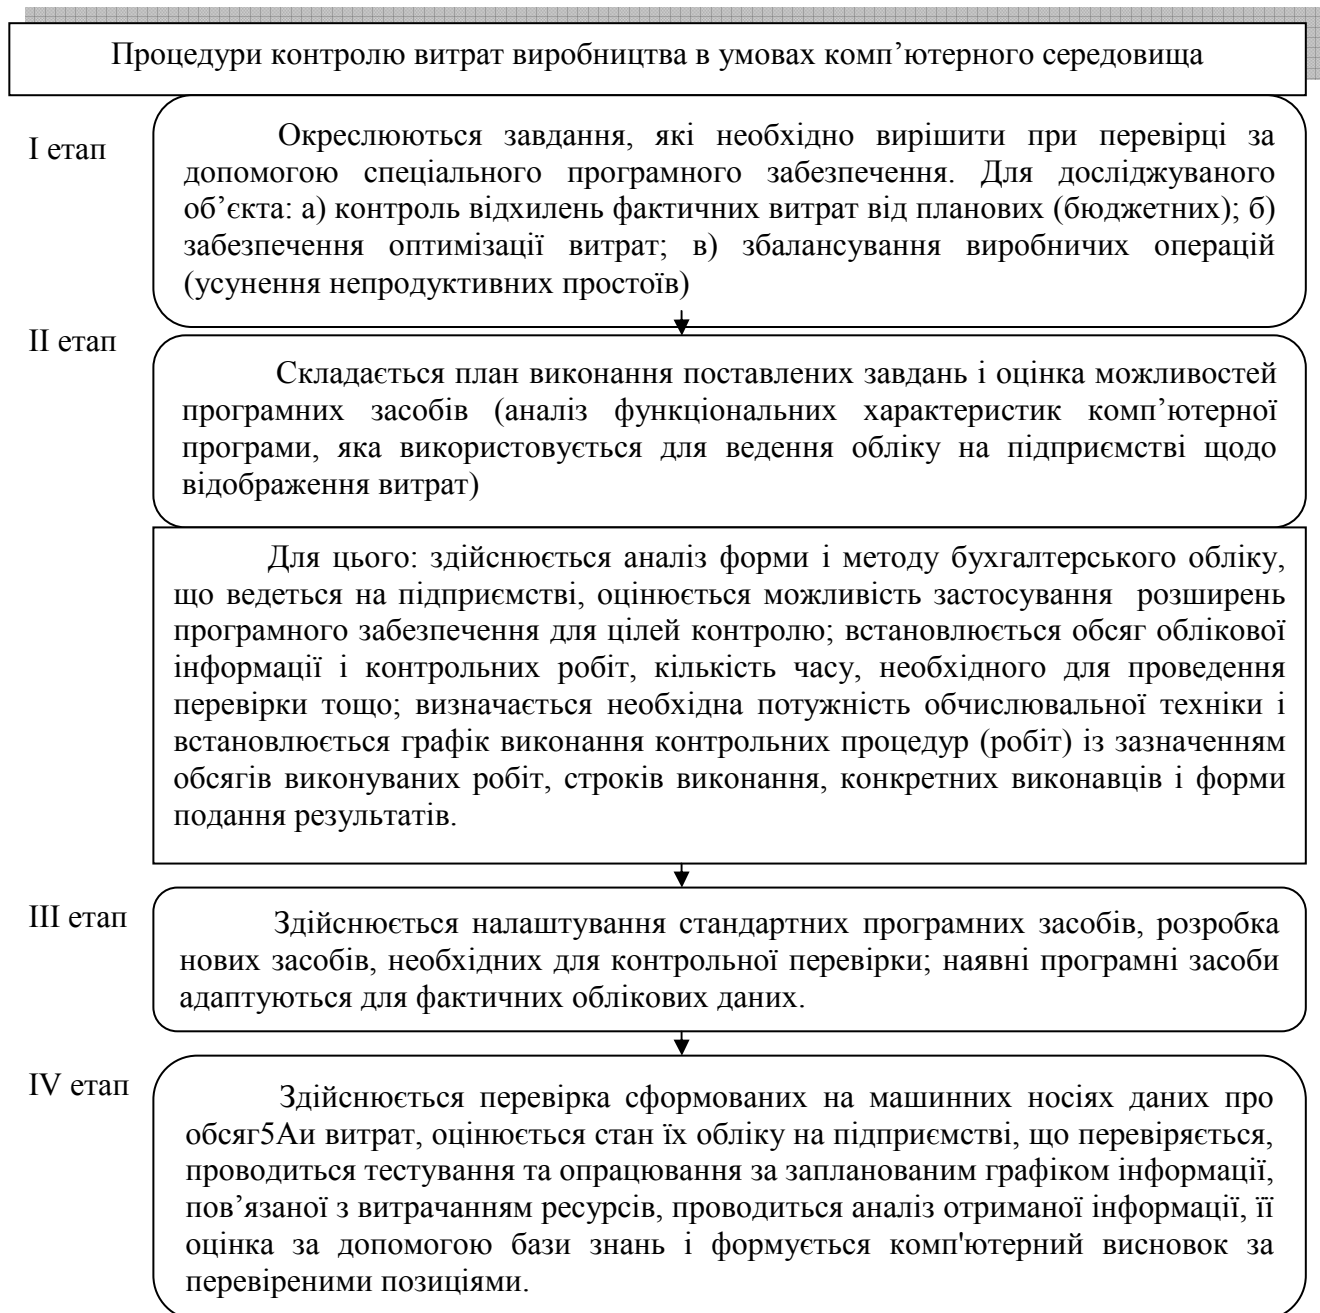 Процедури контролю витрат виробництва в умовах комп’ютерного середовища
І етап
Окреслюються завдання, які необхідно вирішити при перевірці за
допомогою спеціального програмного забезпечення. Для досліджуваного
об’єкта: а) контроль відхилень фактичних витрат від планових (бюджетних); б)
забезпечення оптимізації витрат; в) збалансування виробничих операцій
(усунення непродуктивних простоїв)
ІІ етап
Складається план виконання поставлених завдань і оцінка можливостей
програмних засобів (аналіз функціональних характеристик комп’ютерної
програми, яка використовується для ведення обліку на підприємстві щодо
відображення витрат)
Для цього: здійснюється аналіз форми і методу бухгалтерського обліку,
що ведеться на підприємстві, оцінюється можливість застосування розширень
програмного забезпечення для цілей контролю; встановлюється обсяг облікової
інформації і контрольних робіт, кількість часу, необхідного для проведення
перевірки тощо; визначається необхідна потужність обчислювальної техніки і
встановлюється графік виконання контрольних процедур (робіт) із зазначенням
обсягів виконуваних робіт, строків виконання, конкретних виконавців і форми
подання результатів.
ІІІ етап
Здійснюється налаштування стандартних програмних засобів, розробка
нових засобів, необхідних для контрольної перевірки; наявні програмні засоби
адаптуються для фактичних облікових даних.
IV етап
Здійснюється перевірка сформованих на машинних носіях даних про
обсяг5Аи витрат, оцінюється стан їх обліку на підприємстві, що перевіряється,
проводиться тестування та опрацювання за запланованим графіком інформації,
пов’язаної з витрачанням ресурсів, проводиться аналіз отриманої інформації, її
оцінка за допомогою бази знань і формується комп'ютерний висновок за
перевіреними позиціями.